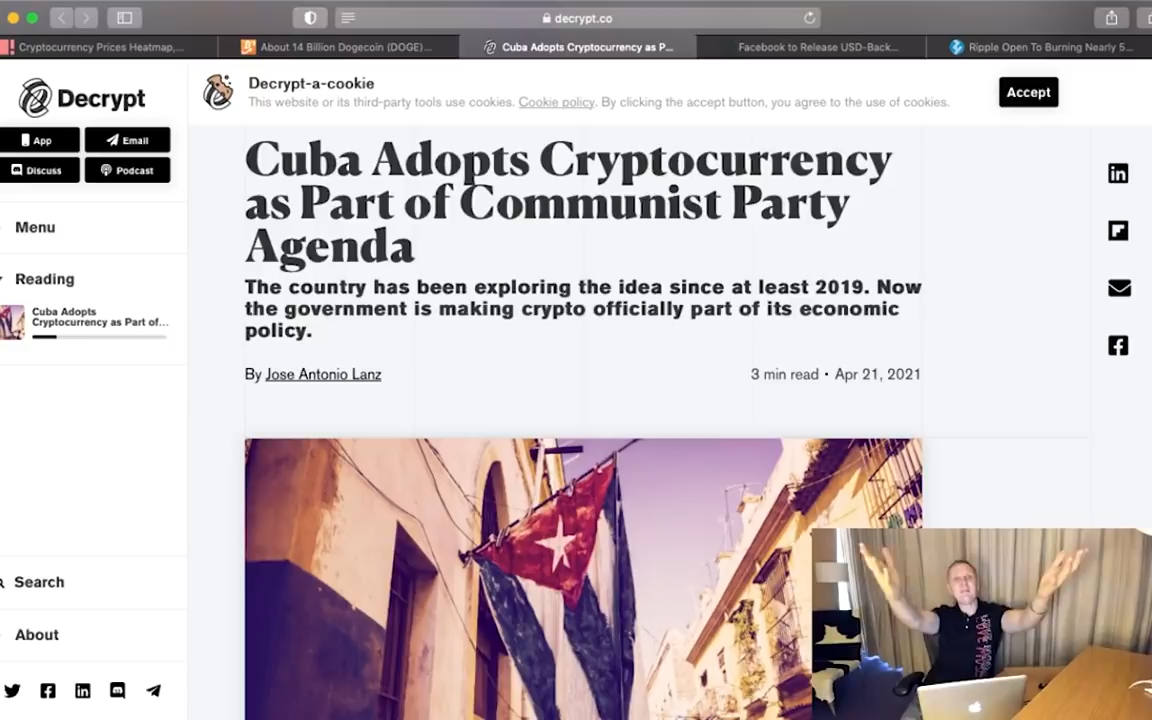 decrypt.co
Cryptocurrency Prices Heatmap,...
About 14 Billion Dogecoin (DOGE)...
Cuba Adopts Cryptocurrency as P...
Facebook to Release USD-Back...
Ripple Open To Burning Nearly 5...
Decrypt
App
Email
Discuss
Podcast
Menu
Reading
Cuba Adopts
Cryptocurrency as Part of...
Search
About
Decrypt-a-cookie
This website or its third-party tools use cookies. Cookie policy. By clicking the accept button, you agree to the use of cookies.
Accept
Cuba Adopts Cryptocurrency
as Part of Communist Party
Agenda
The country has been exploring the idea since at least 2019. Now
the government is making crypto officially part of its economic
policy.
By Jose Antonio Lanz
3 min read • Apr 21, 2021